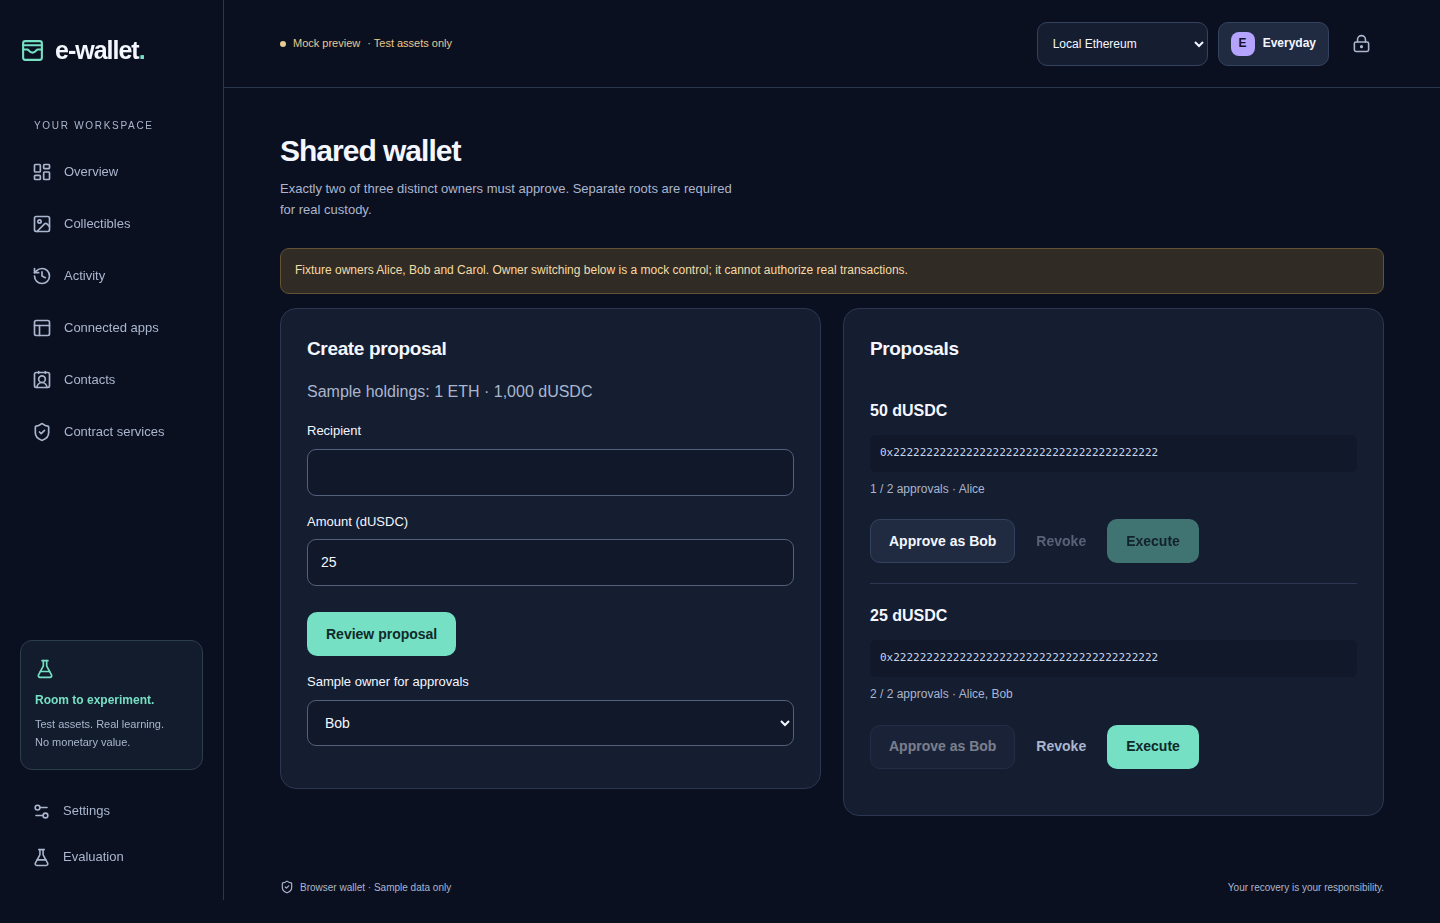 e-wallet.
YOUR WORKSPACE
Overview
Collectibles
Activity
Connected apps
Contacts
Contract services
Room to experiment.
Test assets. Real learning.
No monetary value.
Settings
Evaluation
Mock preview · Test assets only
Local Ethereum
E Everyday
Shared wallet
Exactly two of three distinct owners must approve. Separate roots are required
for real custody.
Fixture owners Alice, Bob and Carol. Owner switching below is a mock control; it cannot authorize real transactions.
Create proposal
Sample holdings: 1 ETH · 1,000 dUSDC
Recipient
Amount (dUSDC)
25
Review proposal
Sample owner for approvals
Bob
Proposals
50 dUSDC
0x2222222222222222222222222222222222222222
1 / 2 approvals · Alice
Approve as Bob Revoke Execute
25 dUSDC
0x2222222222222222222222222222222222222222
2 / 2 approvals · Alice, Bob
Approve as Bob Revoke Execute
Browser wallet · Sample data only
Your recovery is your responsibility.